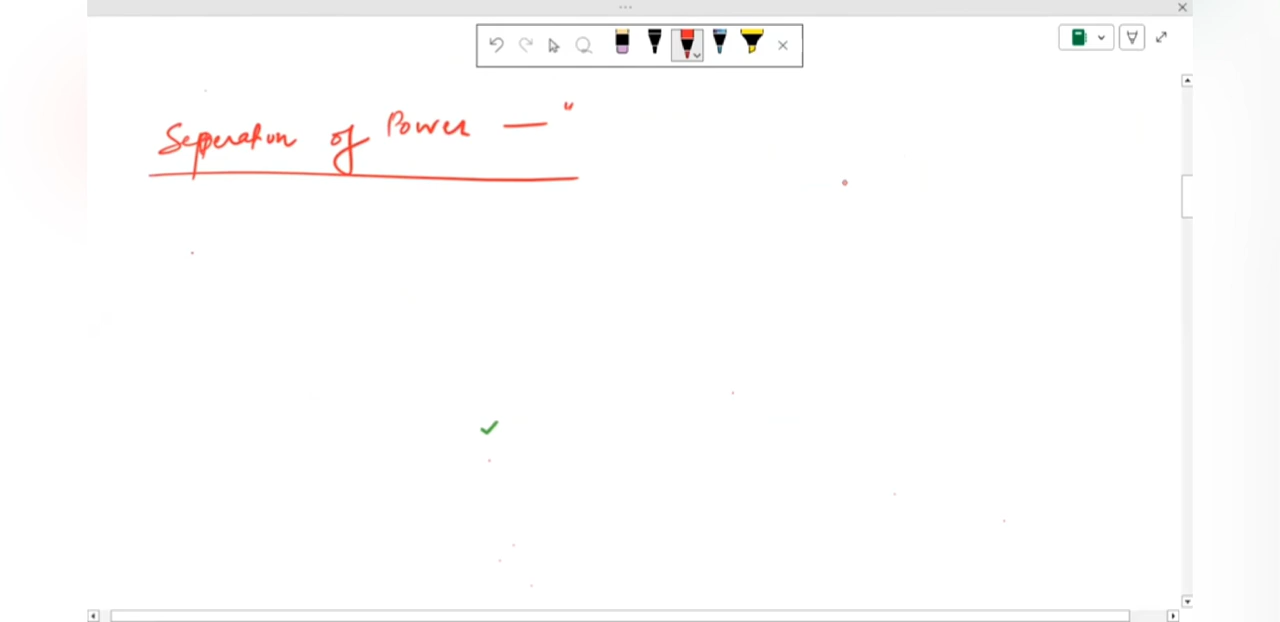 Seperation of Power — "